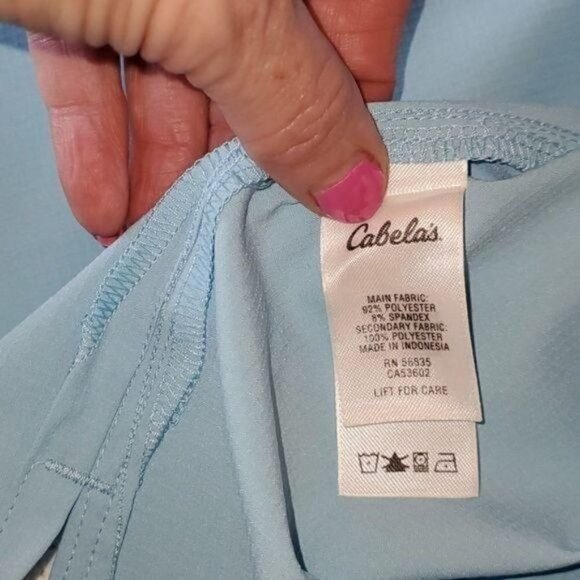 Cabela's
MAIN FABRIC:
92% POLYESTER
8% SPANDEX
SECONDARY FABRIC:
100% POLYESTER
MADE IN INDONESIA
RN 56835
CA53602
LIFT FOR CARE